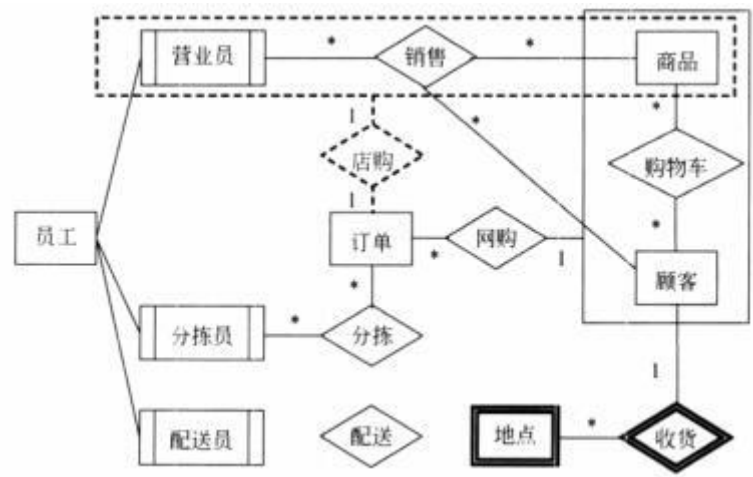 营业员 * 销售 * 商品
1 * *
店购 购物车
1 *
员工 订单 * 网购 1 顾客
*
分拣员 * 分拣
1
配送员 配送 地点 * 收货